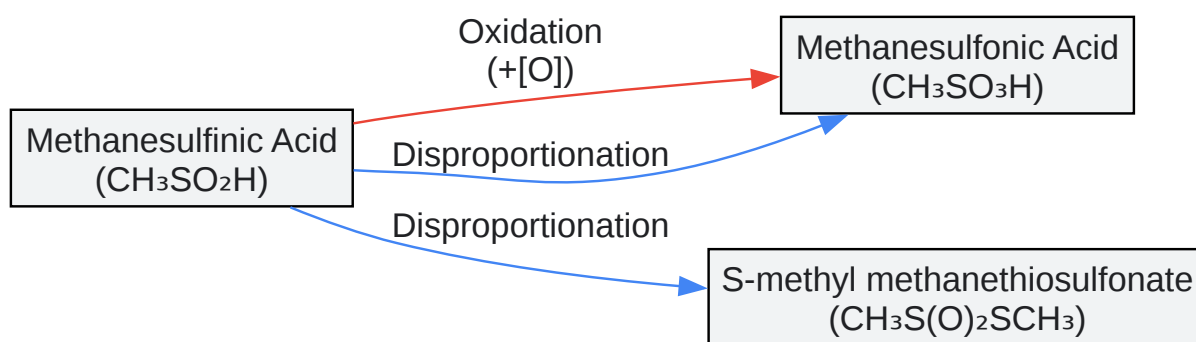 Oxidation
(+[O])
Methanesulfonic Acid
(CH₃SO₃H)
Methanesulfinic Acid
(CH₃SO₂H)
Disproportionation
Disproportionation
S-methyl methanethiosulfonate
(CH₃S(O)₂SCH₃)